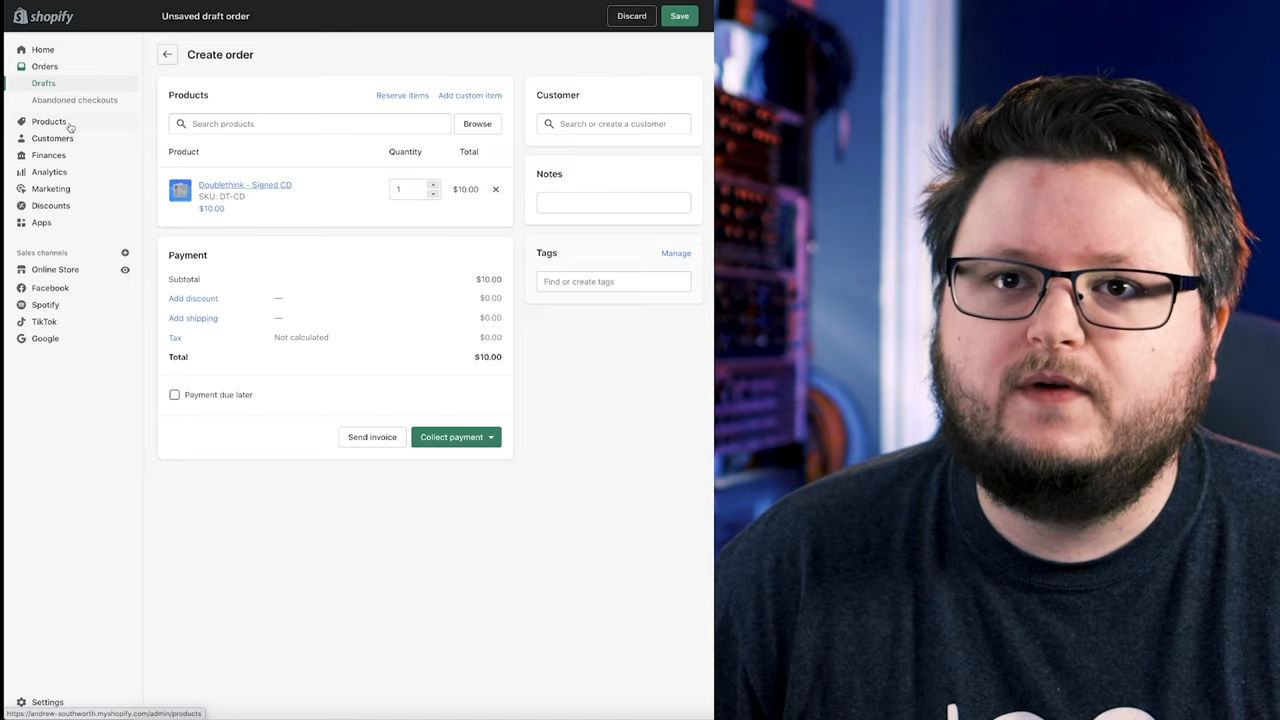 shopify
Unsaved draft order
Discard
Save
Home
Orders
Drafts
Abandoned checkouts
Products
Customers
Finances
Analytics
Marketing
Discounts
Apps
Sales channels
Online Store
Facebook
Spotify
TikTok
Google
Settings
https://andrew-southworth.myshopify.com/admin/products
Create order
Products
Reserve items
Add custom item
Search products
Browse
Product Quantity Total
Doublethink - Signed CD
SKU: DT-CD
$10.00
1
$10.00
Payment
Subtotal $10.00
Add discount — $0.00
Add shipping — $0.00
Tax Not calculated $0.00
Total $10.00
Payment due later
Send invoice
Collect payment
Customer
Search or create a customer
Notes
Tags
Manage
Find or create tags